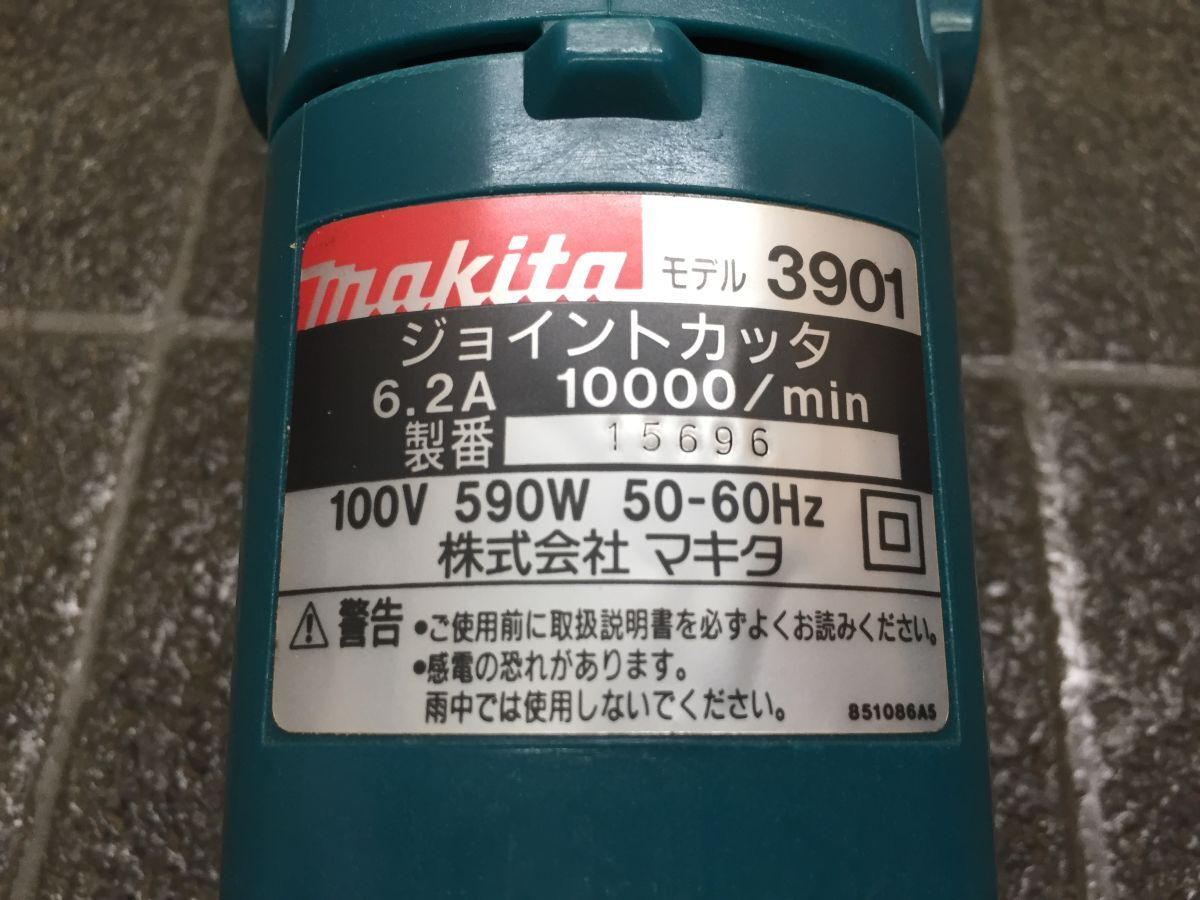 makita モデル 3901
ジョイントカッタ
6.2A 10000/min
製番 15696
100V 590W 50-60Hz
株式会社 マキタ
警告 •ご使用前に取扱説明書を必ずよくお読みください。
•感電の恐れがあります。
雨中では使用しないでください。 851086A5